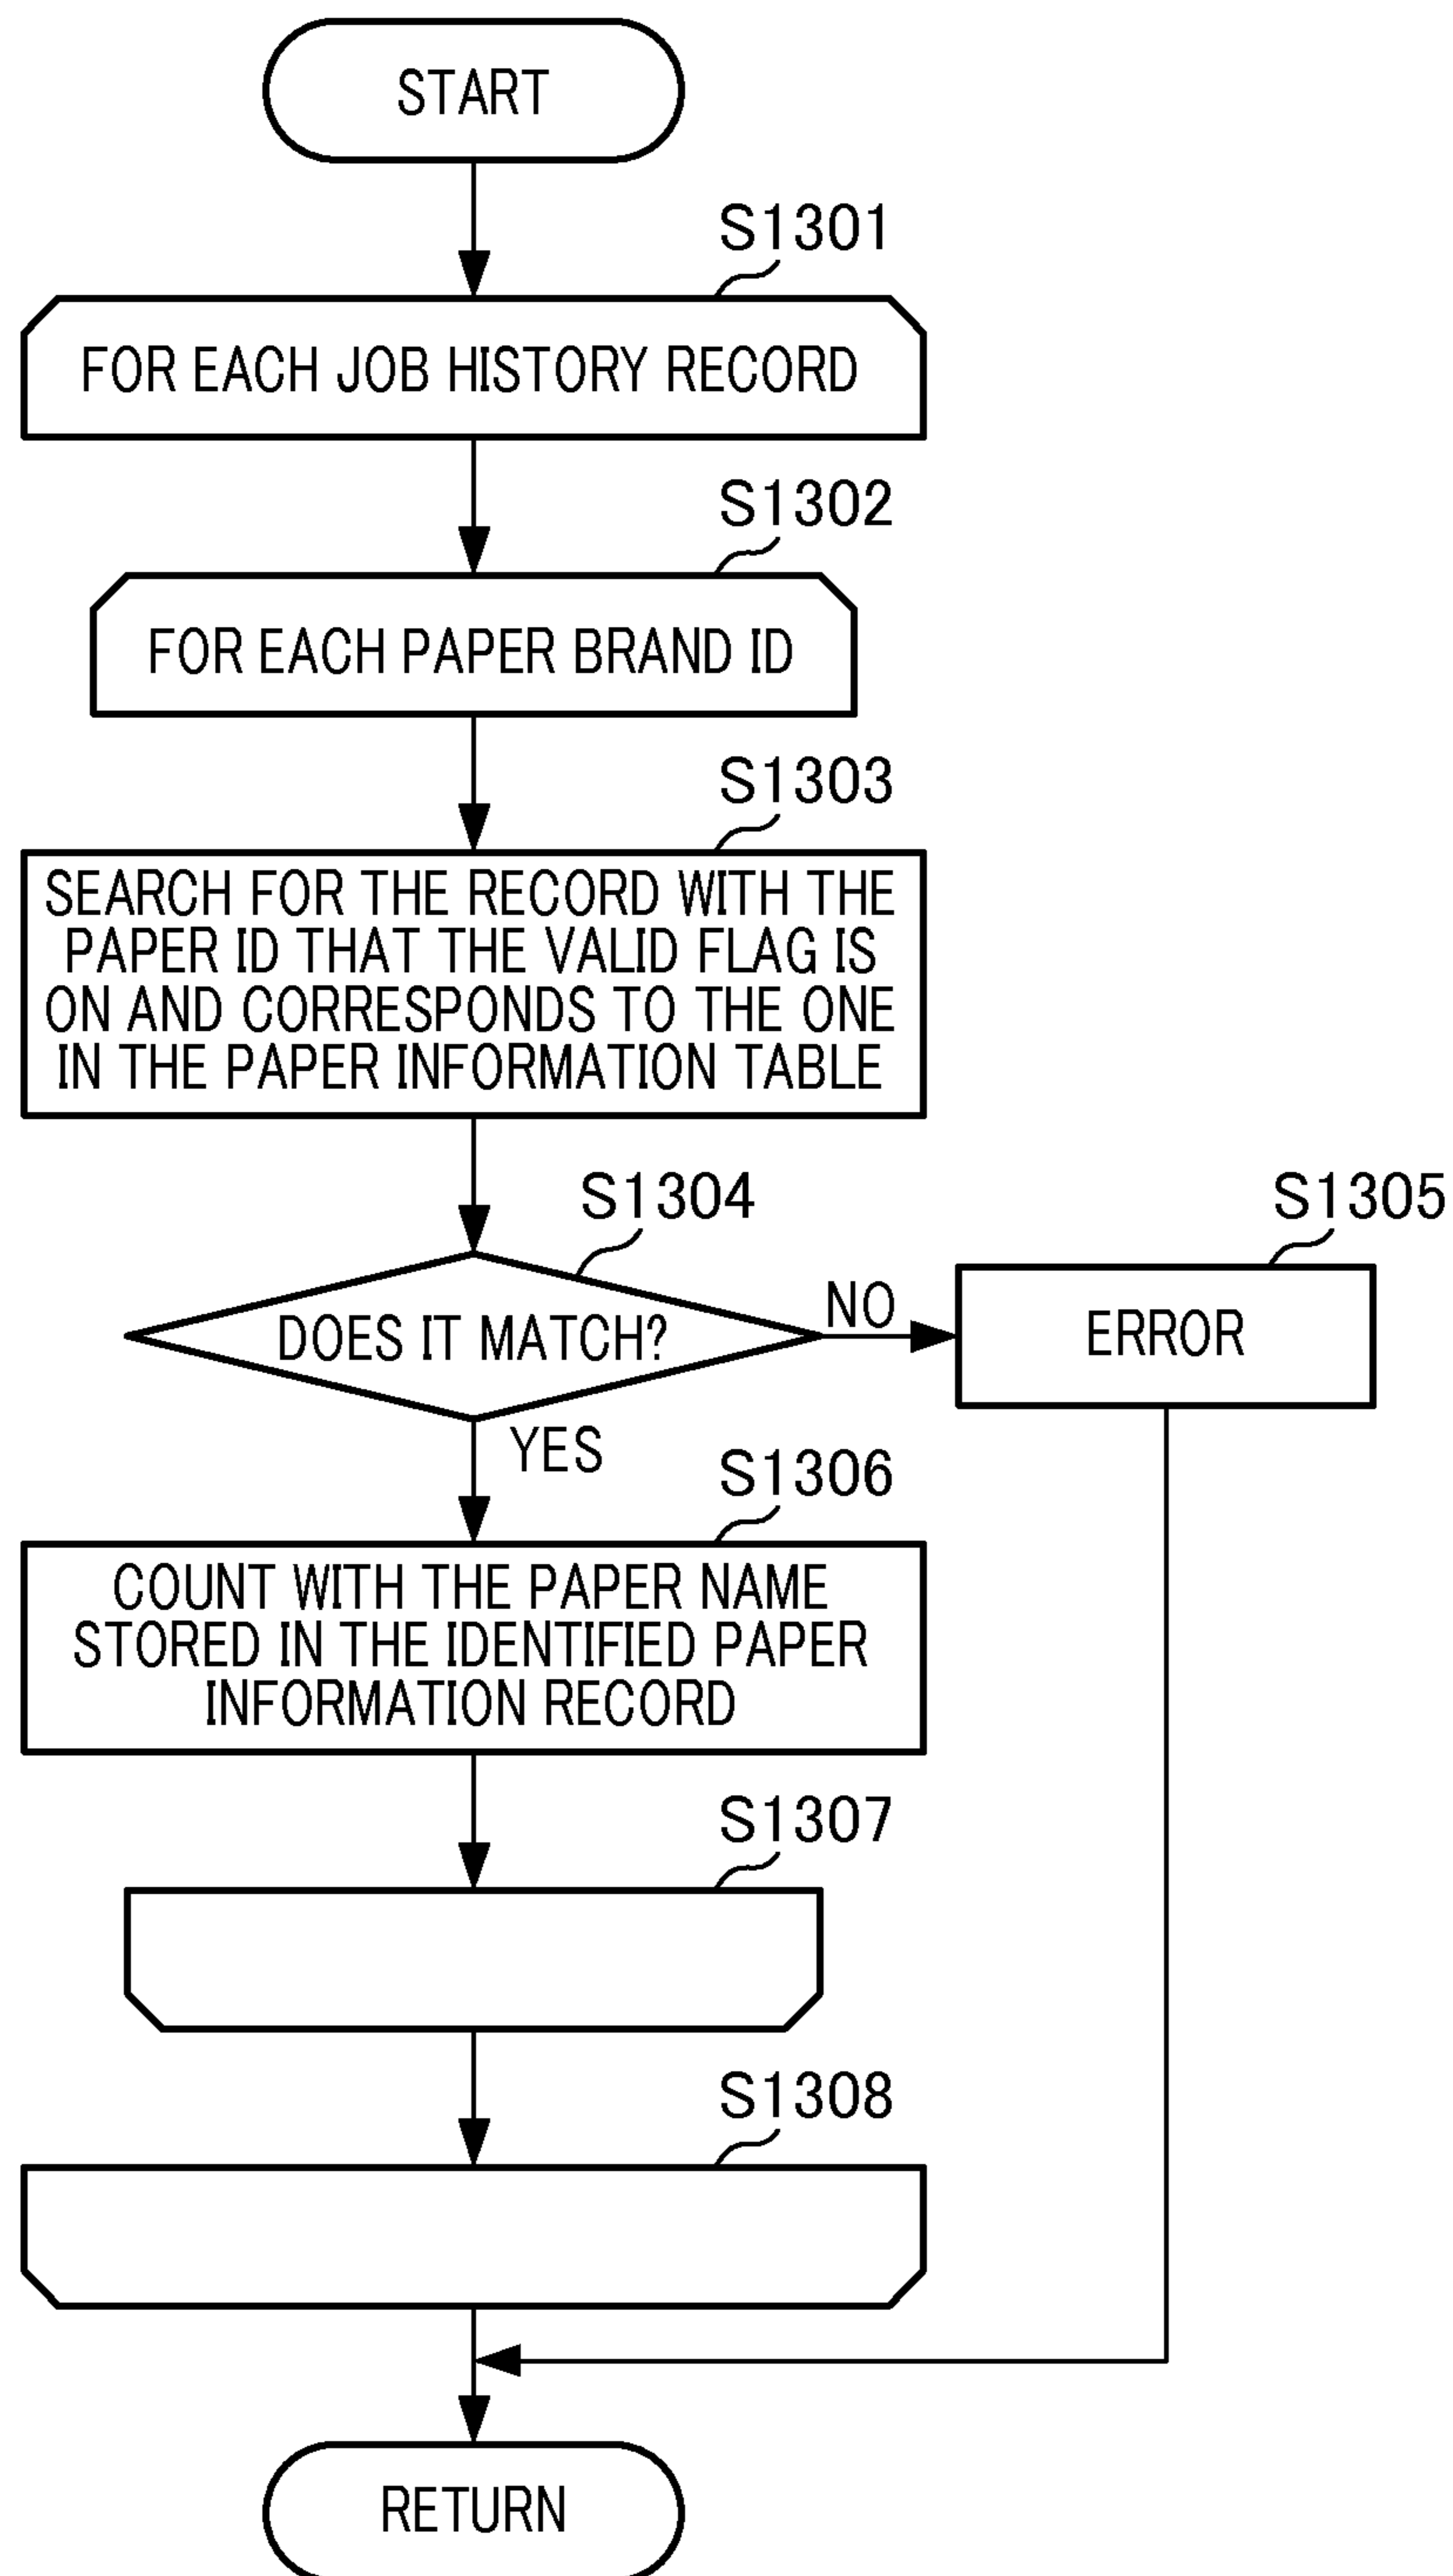 START
S1301
FOR EACH JOB HISTORY RECORD
S1302
FOR EACH PAPER BRAND ID
S1303
SEARCH FOR THE RECORD WITH THE
PAPER ID THAT THE VALID FLAG IS
ON AND CORRESPONDS TO THE ONE
IN THE PAPER INFORMATION TABLE
S1304
DOES IT MATCH?
NO
S1305
ERROR
YES
S1306
COUNT WITH THE PAPER NAME
STORED IN THE IDENTIFIED PAPER
INFORMATION RECORD
S1307
S1308
RETURN